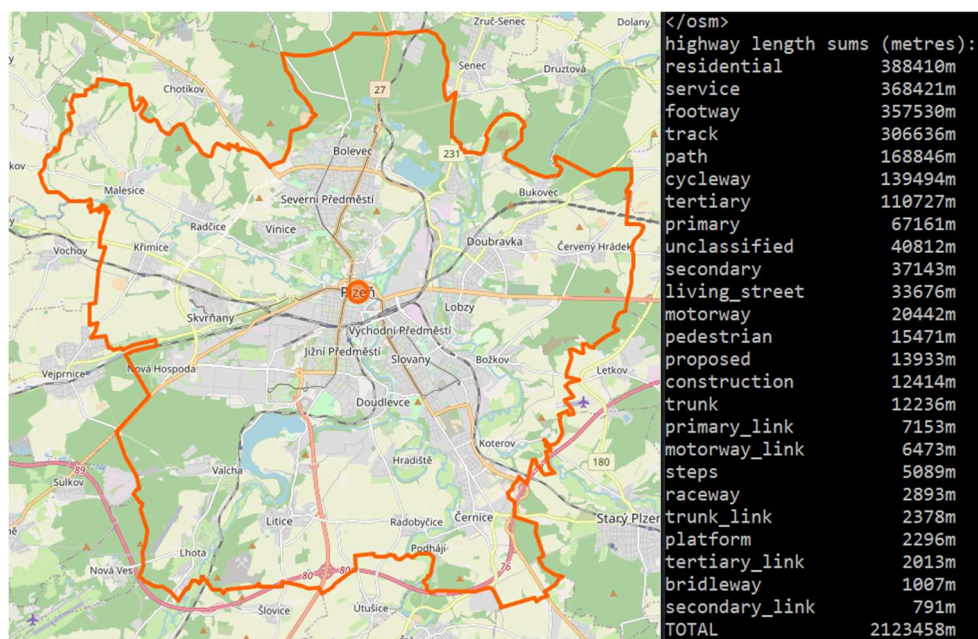 Zruč-Senec
Dolany
Senec
Druztová
Chotíkov
27
Bolevec
231
kov
Malesice
Severní Předměstí
Bukovec
Radčice
Vinice
Doubravka
Červený Hrádek
Vochov
Křimice
Plzeň
Lobzy
Skvrňany
Východní Předměstí
Jižní Předměstí
Slovany
Božkov
Vejprnice
Nová Hospoda
Letkov
Doudlevce
Koterov
89
Hradiště
180
Valcha
Sulkov
Litice
Radobyčice
Černice
Starý Plzen
ně
Lhota
Podhájí
76
Nová Ves
80
80
Šlovice
Útušice
</osm>
highway length sums (metres):
residential 388410m
service 368421m
footway 357530m
track 306636m
path 168846m
cycleway 139494m
tertiary 110727m
primary 67161m
unclassified 40812m
secondary 37143m
living_street 33676m
motorway 20442m
pedestrian 15471m
proposed 13933m
construction 12414m
trunk 12236m
primary_link 7153m
motorway_link 6473m
steps 5089m
raceway 2893m
trunk_link 2378m
platform 2296m
tertiary_link 2013m
bridleway 1007m
secondary_link 791m
TOTAL 2123458m